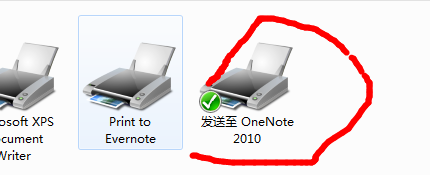 osoft XPS
ocument
Writer
Print to
Evernote
发送至 OneNote
2010